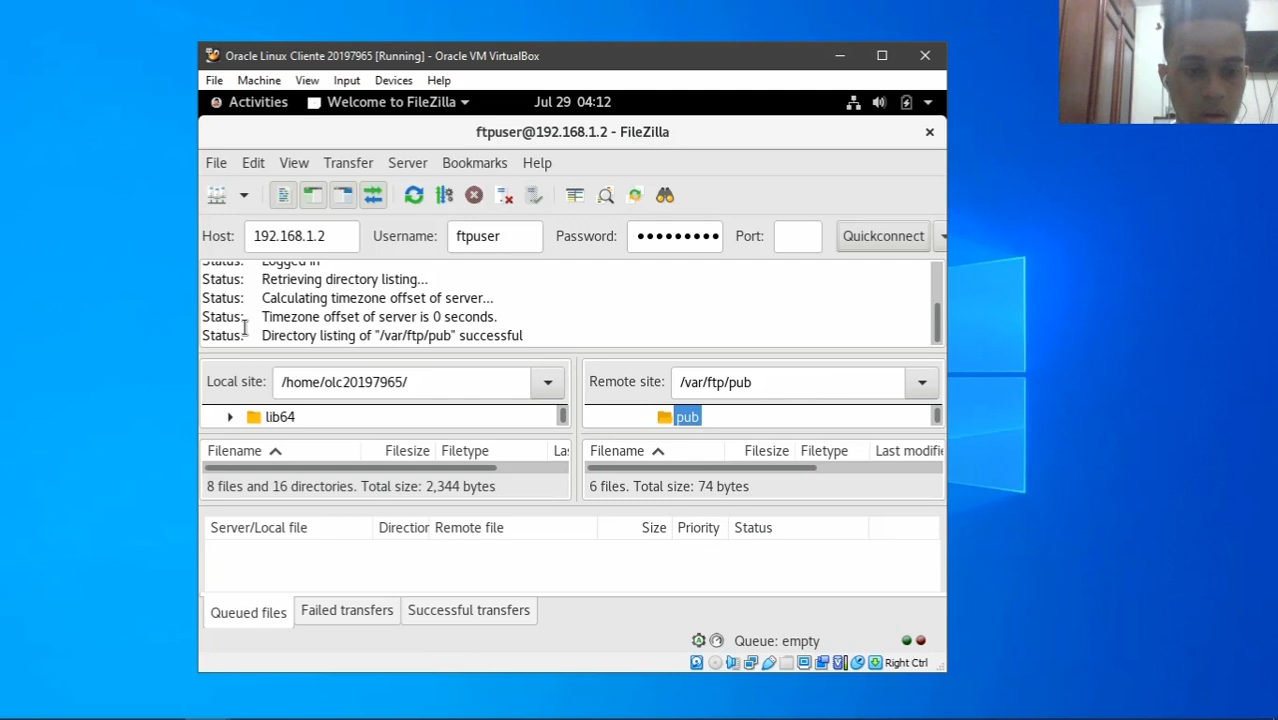 Oracle Linux Cliente 20197965 [Running] - Oracle VM VirtualBox
File Machine View Input Devices Help
Activities Welcome to FileZilla Jul 29 04:12
ftpuser@192.168.1.2 - FileZilla
File Edit View Transfer Server Bookmarks Help
Host: 192.168.1.2 Username: ftpuser Password: ●●●●●●●●● Port: Quickconnect
Status: Logged in
Status: Retrieving directory listing...
Status: Calculating timezone offset of server...
Status: Timezone offset of server is 0 seconds.
Status: Directory listing of "/var/ftp/pub" successful
Local site: /home/olc20197965/ Remote site: /var/ftp/pub
lib64 pub
Filename Filesize Filetype Las Filename Filesize Filetype Last modifie
8 files and 16 directories. Total size: 2,344 bytes 6 files. Total size: 74 bytes
Server/Local file Direction Remote file Size Priority Status
Queued files Failed transfers Successful transfers
Queue: empty
Right Ctrl